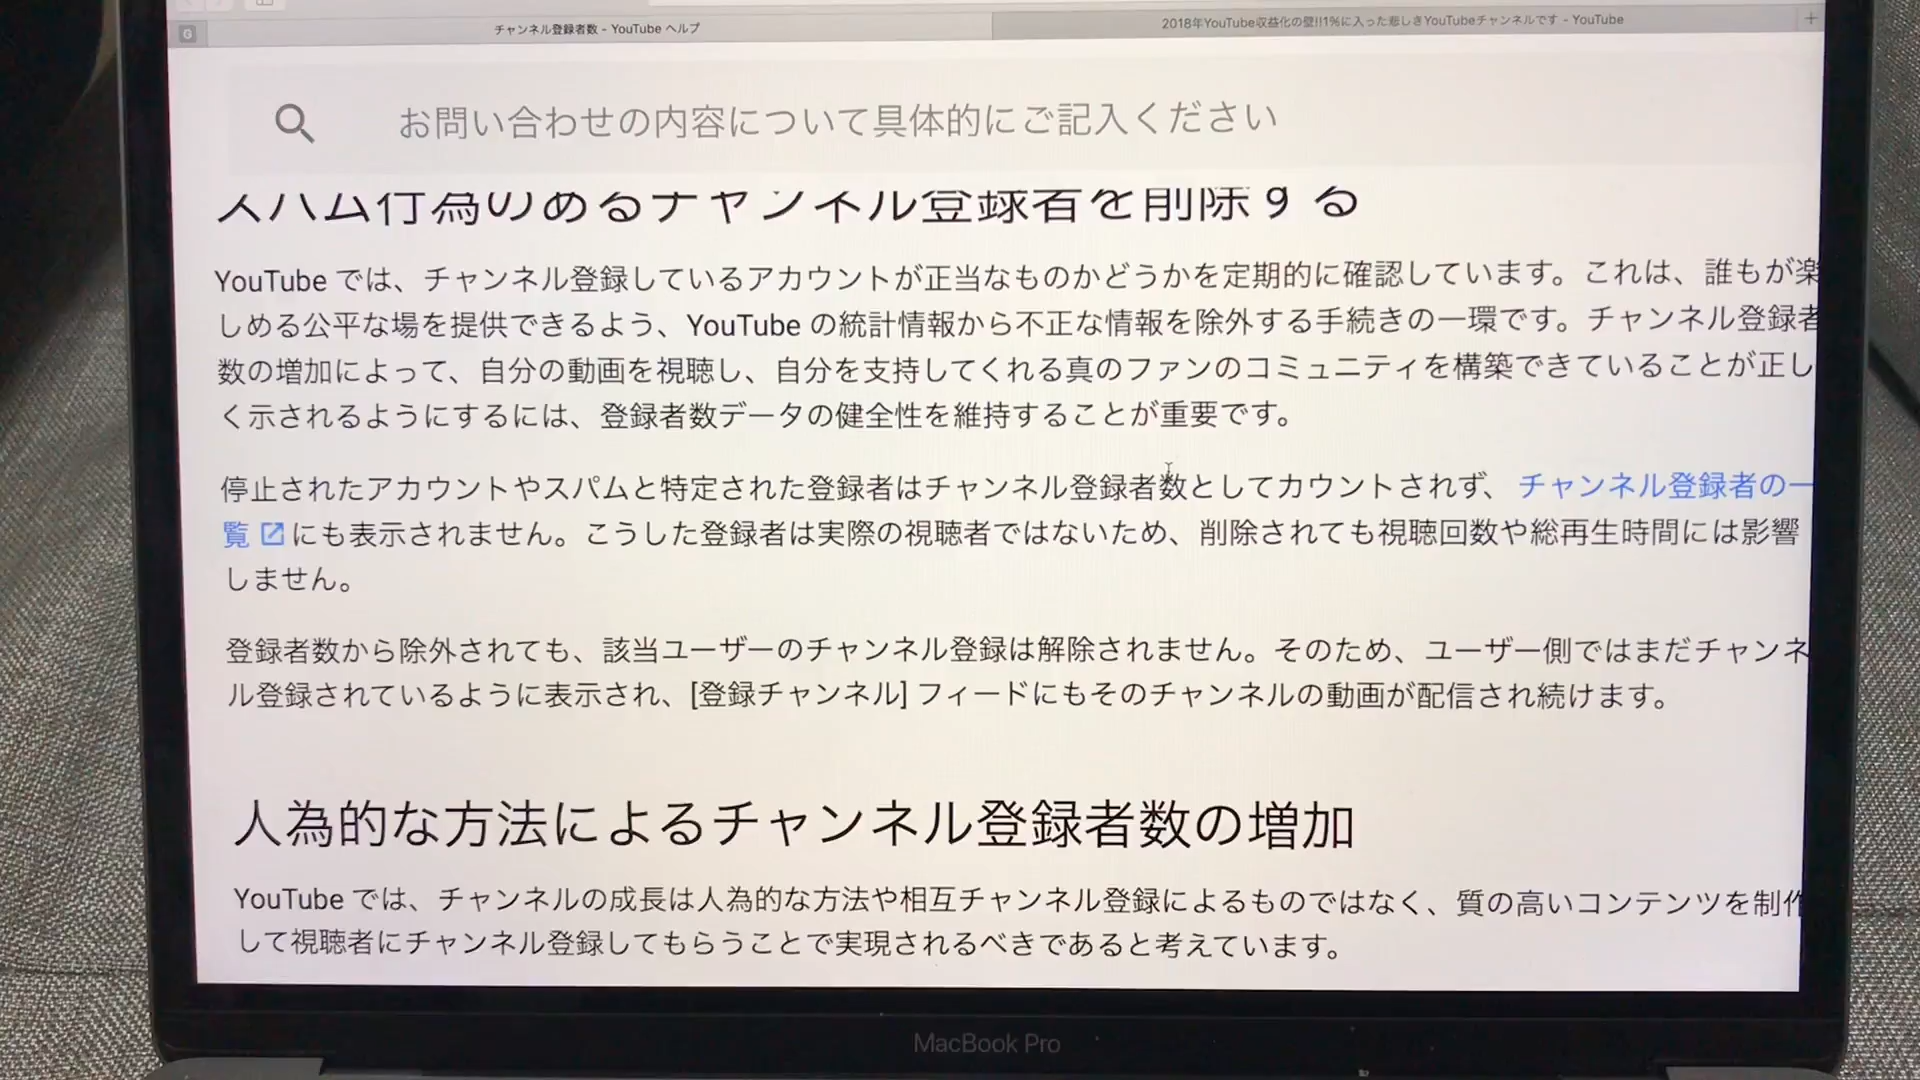 チャンネル登録者数 - YouTube ヘルプ
2018年YouTube収益化の壁!!1%に入った悲しきYouTubeチャンネルです - YouTube
G
お問い合わせの内容について具体的にご記入ください
スパム行為のあるチャンネル登録者を削除する
YouTube では、チャンネル登録しているアカウントが正当なものかどうかを定期的に確認しています。これは、誰もが楽
しめる公平な場を提供できるよう、YouTube の統計情報から不正な情報を除外する手続きの一環です。チャンネル登録者
数の増加によって、自分の動画を視聴し、自分を支持してくれる真のファンのコミュニティを構築できていることが正し
く示されるようにするには、登録者数データの健全性を維持することが重要です。
停止されたアカウントやスパムと特定された登録者はチャンネル登録者数としてカウントされず、チャンネル登録者の一
覧 にも表示されません。こうした登録者は実際の視聴者ではないため、削除されても視聴回数や総再生時間には影響
しません。
登録者数から除外されても、該当ユーザーのチャンネル登録は解除されません。そのため、ユーザー側ではまだチャンネ
ル登録されているように表示され、[登録チャンネル] フィードにもそのチャンネルの動画が配信され続けます。
人為的な方法によるチャンネル登録者数の増加
YouTube では、チャンネルの成長は人為的な方法や相互チャンネル登録によるものではなく、質の高いコンテンツを制作
して視聴者にチャンネル登録してもらうことで実現されるべきであると考えています。
MacBook Pro